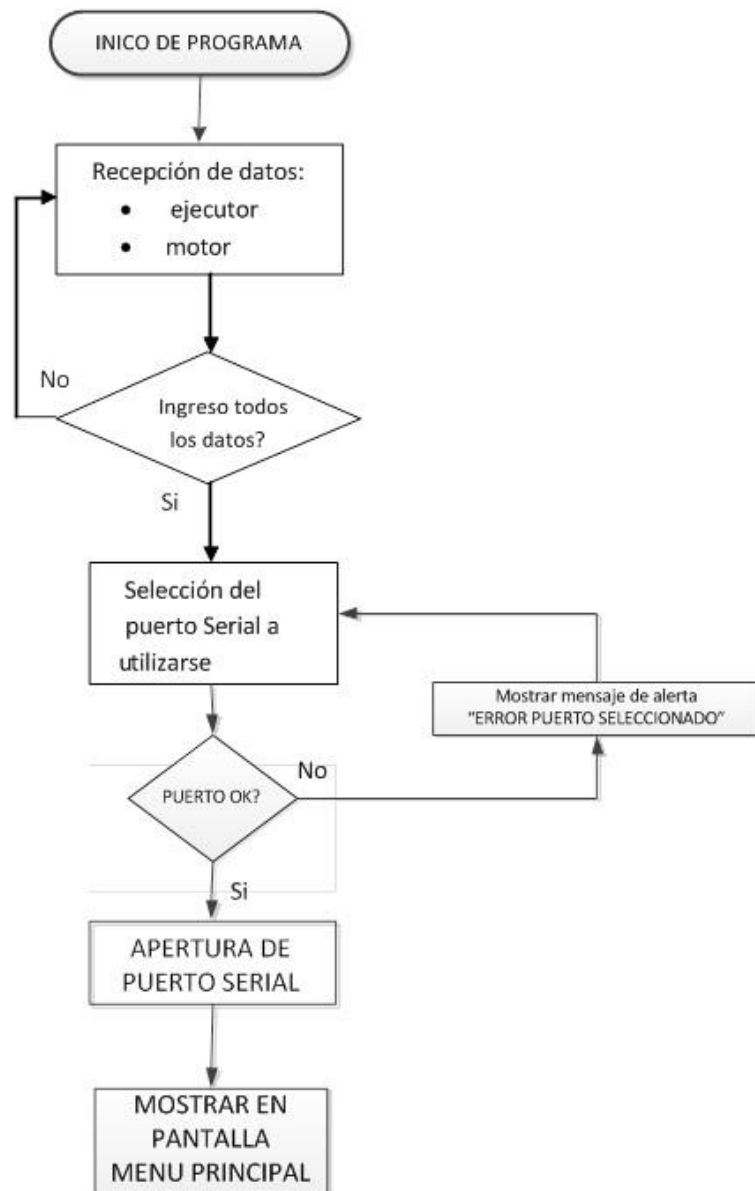 INICO DE PROGRAMA
Recepción de datos:
• ejecutor
• motor
No
Ingreso todos
los datos?
Si
Selección del
puerto Serial a
utilizarse
Mostrar mensaje de alerta
"ERROR PUERTO SELECCIONADO"
No
PUERTO OK?
Si
APERTURA DE
PUERTO SERIAL
MOSTRAR EN
PANTALLA
MENU PRINCIPAL